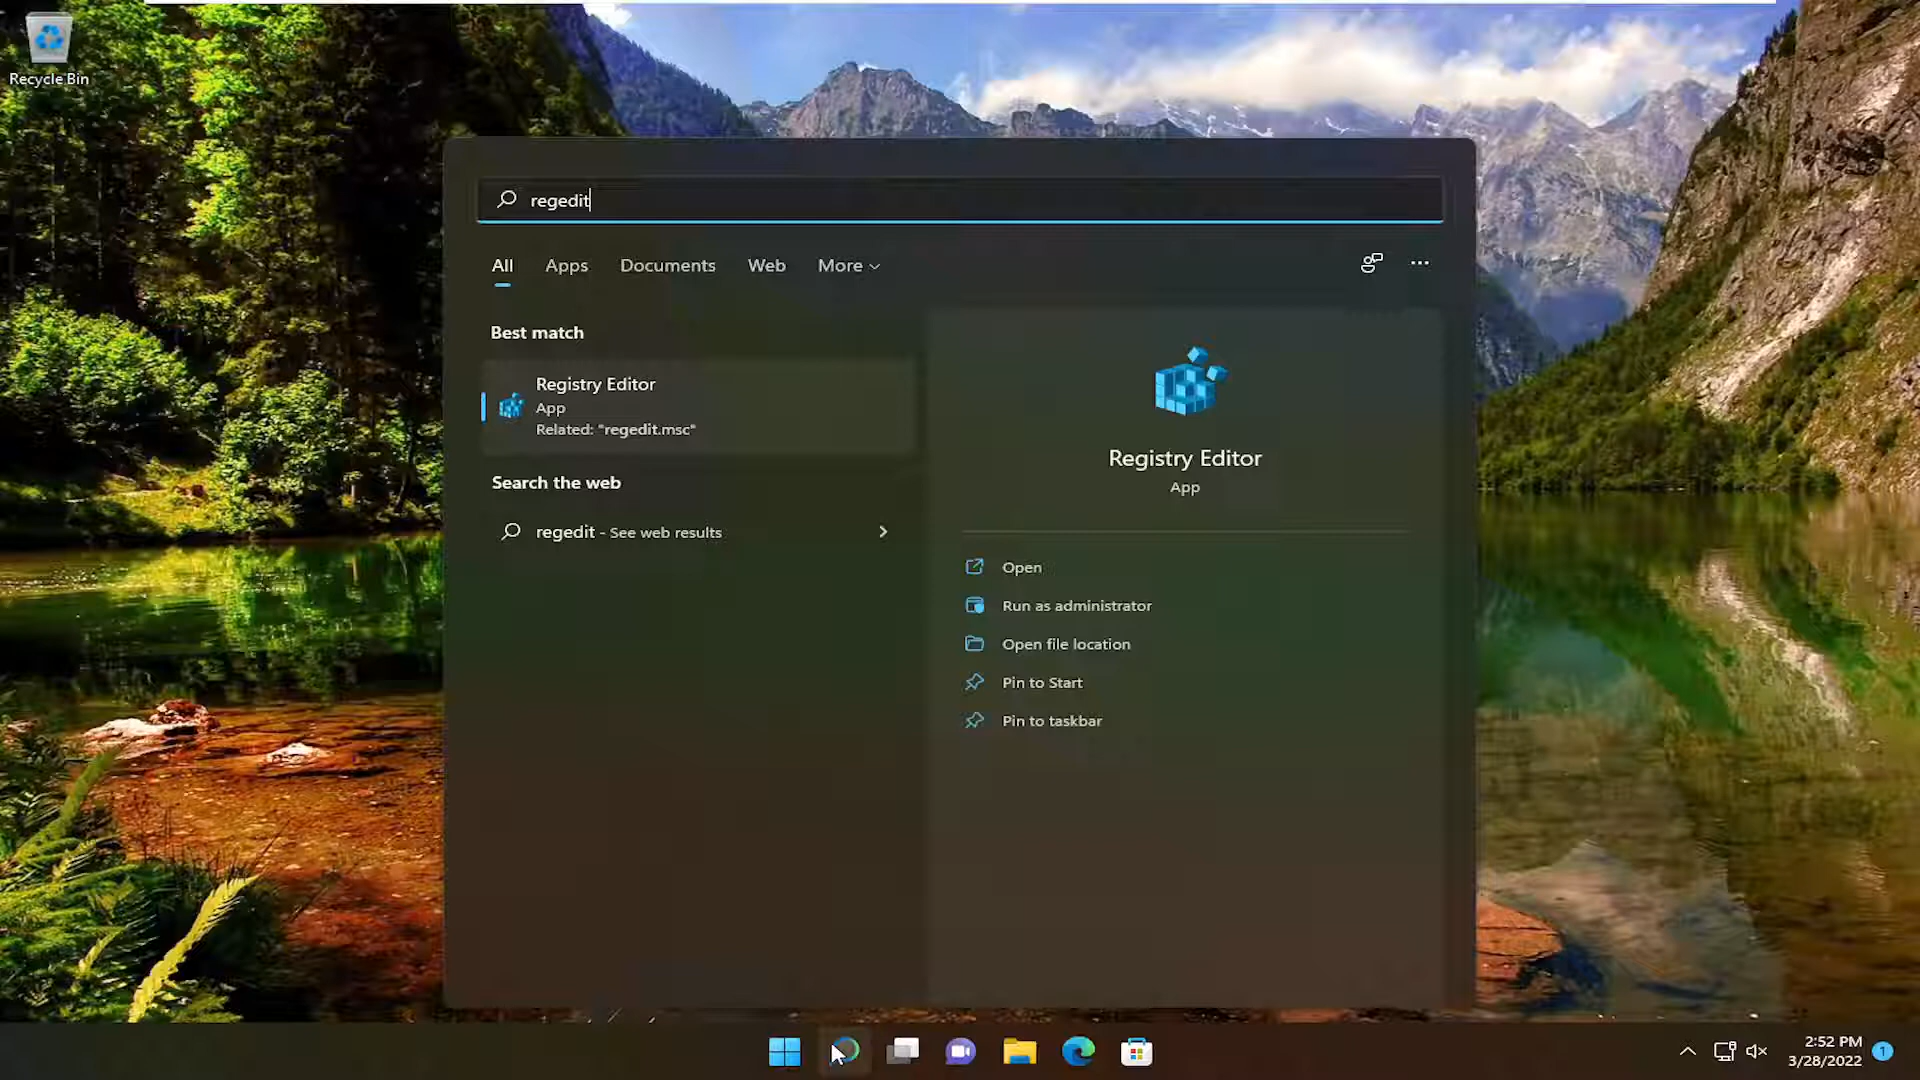 Recycle Bin
regedit
All Apps Documents Web More
Best match
Registry Editor
App
Related: "regedit.msc"
Search the web
regedit - See web results
Registry Editor
App
Open
Run as administrator
Open file location
Pin to Start
Pin to taskbar
2:52 PM
3/28/2022
1